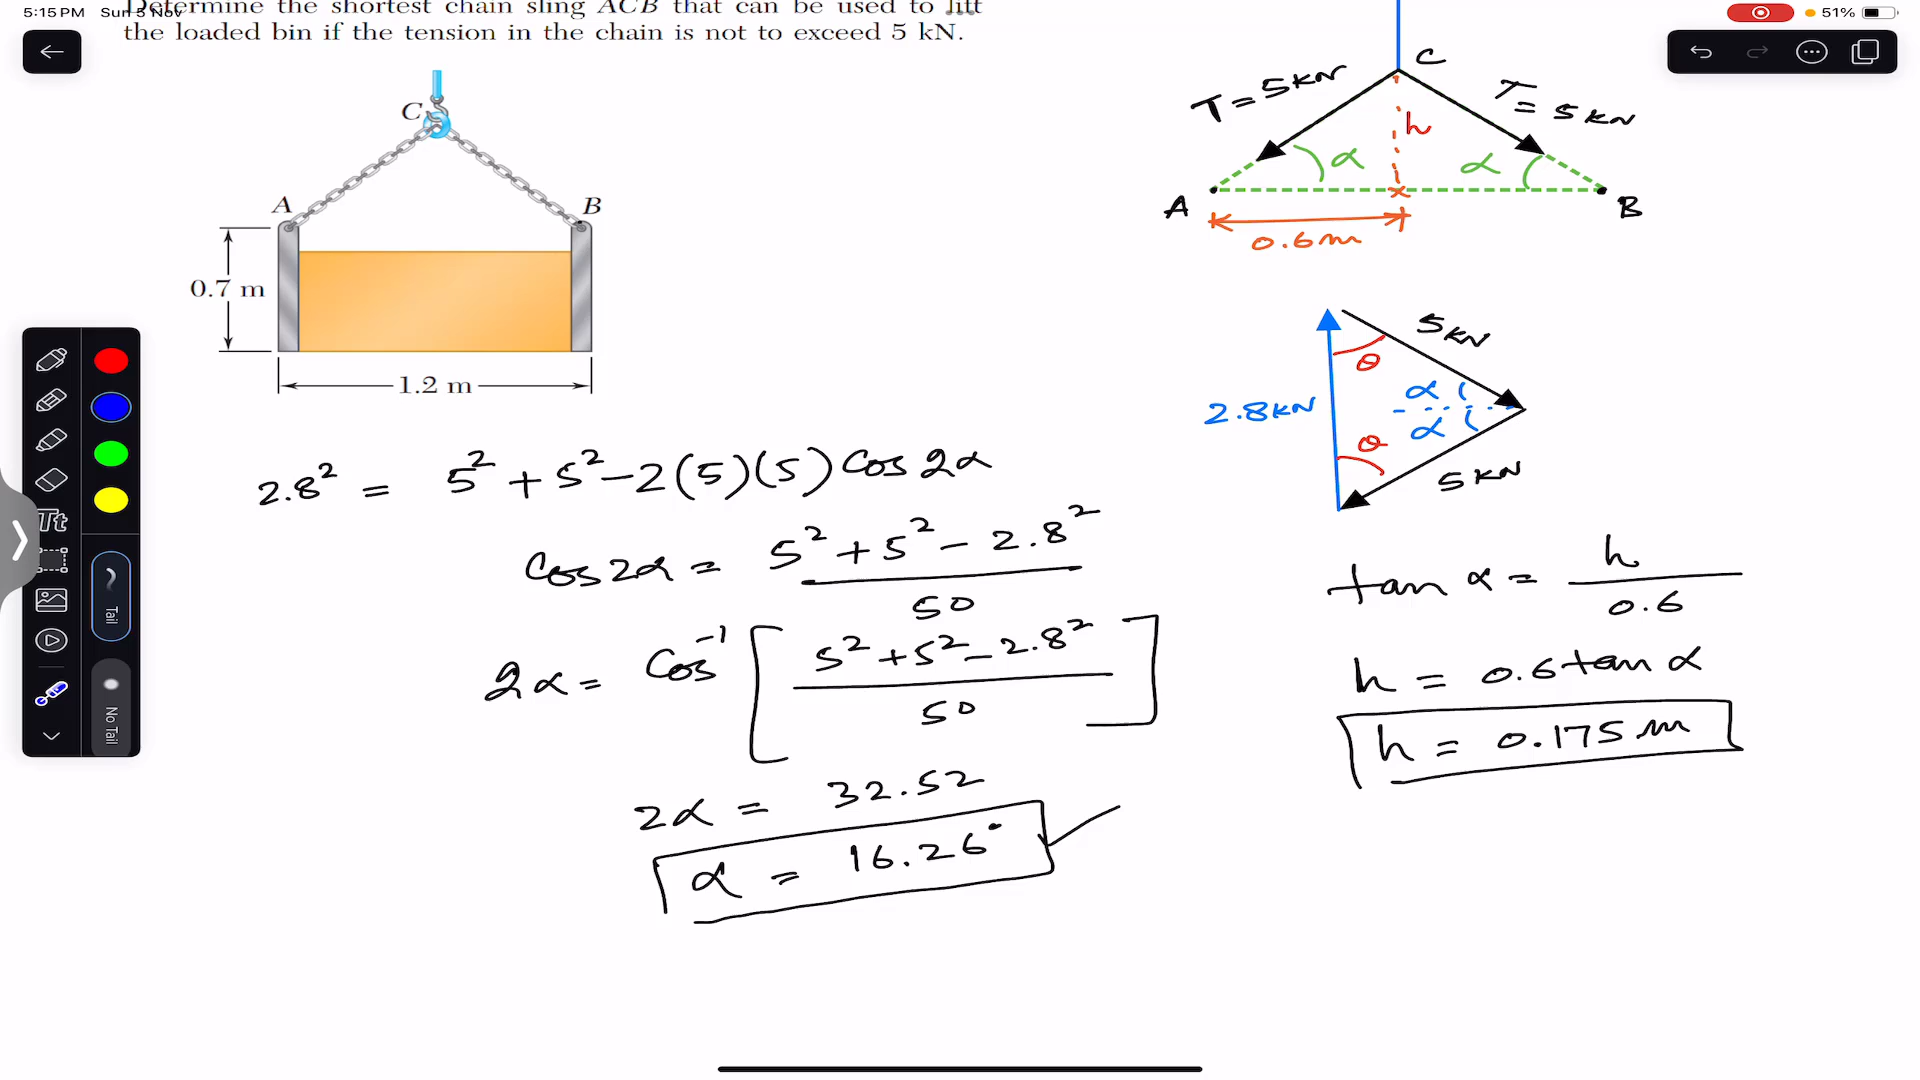 5:15 PM Sun 5 Nov
51%
Determine the shortest chain sling ACB that can be used to lift
the loaded bin if the tension in the chain is not to exceed 5 kN.
C
A
B
0.7 m
1.2 m
C
T = 5kN
T = 5kN
h
α
α
A
B
0.6m
5kN
θ
α
2.8kN
α
θ
5kN
2.8² = 5² + 5² - 2(5)(5) Cos 2α
Cos 2α = 5² + 5² - 2.8²
50
2α = Cos⁻¹ [ 5² + 5² - 2.8²
50 ]
2α = 32.52
α = 16.26°
tan α = h
0.6
h = 0.6 tan α
h = 0.175 m
Tt
Tail
No Tail